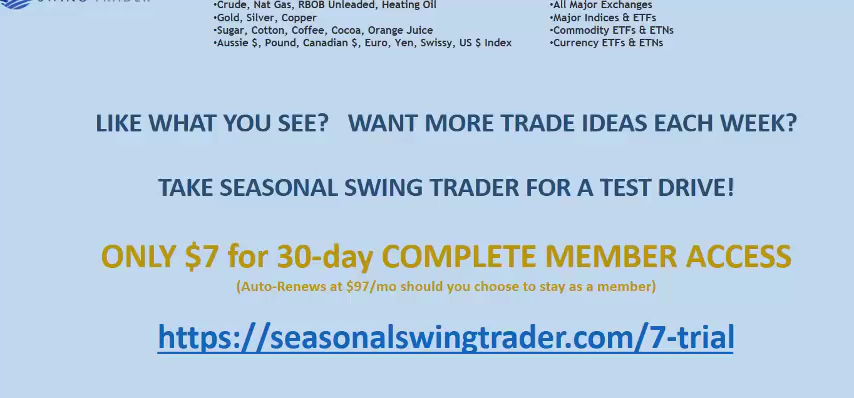 SWING TRADER
•Crude, Nat Gas, RBOB Unleaded, Heating Oil
•Gold, Silver, Copper
•Sugar, Cotton, Coffee, Cocoa, Orange Juice
•Aussie $, Pound, Canadian $, Euro, Yen, Swissy, US $ Index
•All Major Exchanges
•Major Indices & ETFs
•Commodity ETFs & ETNs
•Currency ETFs & ETNs
LIKE WHAT YOU SEE? WANT MORE TRADE IDEAS EACH WEEK?
TAKE SEASONAL SWING TRADER FOR A TEST DRIVE!
ONLY $7 for 30-day COMPLETE MEMBER ACCESS
(Auto-Renews at $97/mo should you choose to stay as a member)
https://seasonalswingtrader.com/7-trial